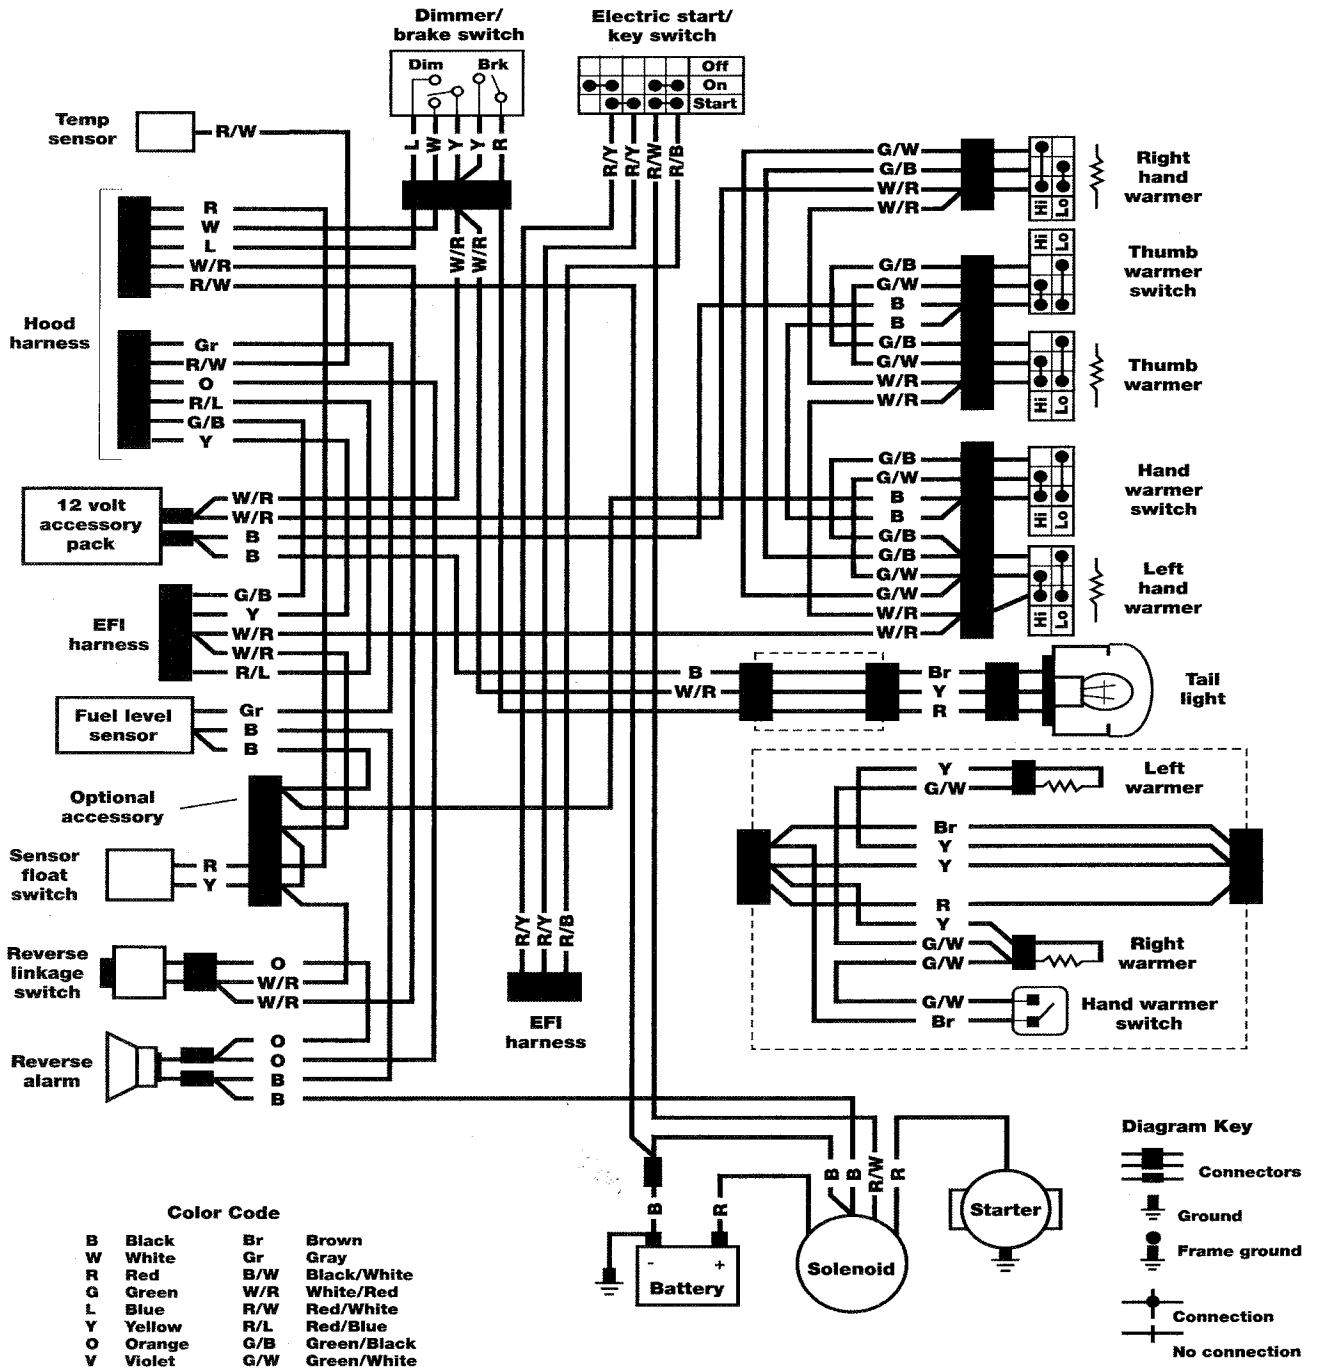 Dimmer/
brake switch
Electric start/
key switch
Dim
Brk
Off
On
Start
Temp
sensor
R/W
L
W
Y
Y
R
R/Y
R/Y
R/W
R/B
W/R
W/R
Hood
harness
R
W
L
W/R
R/W
Gr
R/W
O
R/L
G/B
Y
12 volt
accessory
pack
W/R
W/R
B
B
EFI
harness
G/B
Y
W/R
W/R
R/L
Fuel level
sensor
Gr
B
B
Optional
accessory
Sensor
float
switch
R
Y
Reverse
linkage
switch
O
W/R
W/R
Reverse
alarm
O
O
B
B
R/Y
R/Y
R/B
EFI
harness
G/W
G/B
W/R
W/R
Hi
Lo
Right
hand
warmer
Hi
Lo
G/B
G/W
B
B
Thumb
warmer
switch
G/B
G/W
W/R
W/R
Hi
Lo
Thumb
warmer
G/B
G/W
B
B
Hi
Lo
Hand
warmer
switch
G/B
G/B
G/W
G/W
W/R
W/R
Hi
Lo
Left
hand
warmer
B
W/R
Br
Y
R
Tail
light
Y
G/W
Left
warmer
Br
Y
Y
R
Y
G/W
G/W
Right
warmer
G/W
Br
Hand warmer
switch
B
R
B
B
R/W
R
- +
Battery
Solenoid
Starter
Diagram Key
Connectors
Ground
Frame ground
Connection
No connection
Color Code
B Black Br Brown
W White Gr Gray
R Red B/W Black/White
G Green W/R White/Red
L Blue R/W Red/White
Y Yellow R/L Red/Blue
O Orange G/B Green/Black
V Violet G/W Green/White